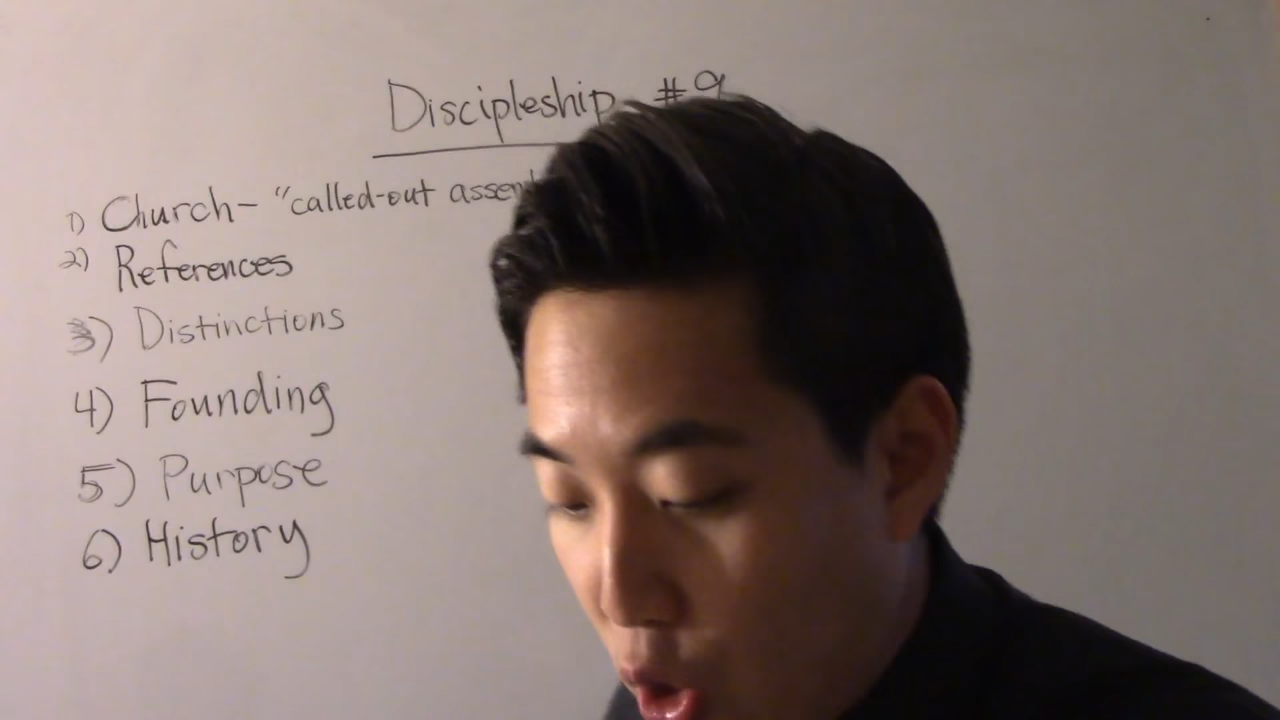 Discipleship #9
1) Church- "called-out
2) References
3) Distinctions
4) Founding
5) Purpose
6) History